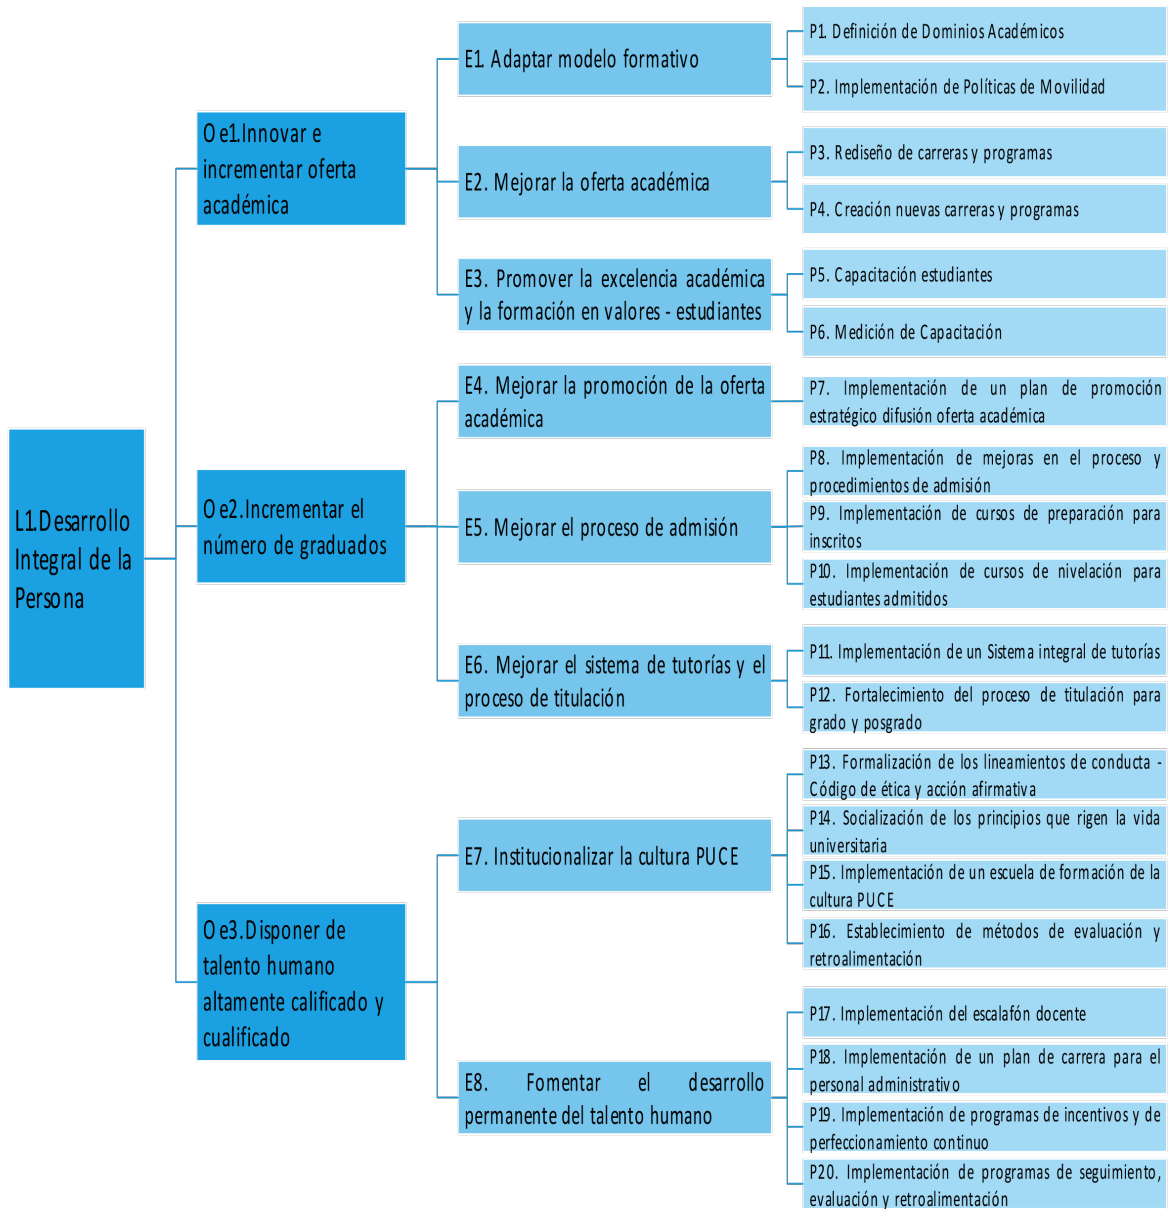 L1.Desarrollo
Integral de la
Persona
Oe1.Innovar e
incrementar oferta
académica
E1. Adaptar modelo formativo
P1. Definición de Dominios Académicos
P2. Implementación de Políticas de Movilidad
E2. Mejorar la oferta académica
P3. Rediseño de carreras y programas
P4. Creación nuevas carreras y programas
E3. Promover la excelencia académica
y la formación en valores - estudiantes
P5. Capacitación estudiantes
P6. Medición de Capacitación
Oe2.Incrementar el
número de graduados
E4. Mejorar la promoción de la oferta
académica
P7. Implementación de un plan de promoción
estratégico difusión oferta académica
E5. Mejorar el proceso de admisión
P8. Implementación de mejoras en el proceso y
procedimientos de admisión
P9. Implementación de cursos de preparación para
inscritos
P10. Implementación de cursos de nivelación para
estudiantes admitidos
E6. Mejorar el sistema de tutorías y el
proceso de titulación
P11. Implementación de un Sistema integral de tutorías
P12. Fortalecimiento del proceso de titulación para
grado y posgrado
Oe3.Disponer de
talento humano
altamente calificado y
cualificado
E7. Institucionalizar la cultura PUCE
P13. Formalización de los lineamientos de conducta -
Código de ética y acción afirmativa
P14. Socialización de los principios que rigen la vida
universitaria
P15. Implementación de un escuela de formación de la
cultura PUCE
P16. Establecimiento de métodos de evaluación y
retroalimentación
E8. Fomentar el desarrollo
permanente del talento humano
P17. Implementación del escalafón docente
P18. Implementación de un plan de carrera para el
personal administrativo
P19. Implementación de programas de incentivos y de
perfeccionamiento continuo
P20. Implementación de programas de seguimiento,
evaluación y retroalimentación